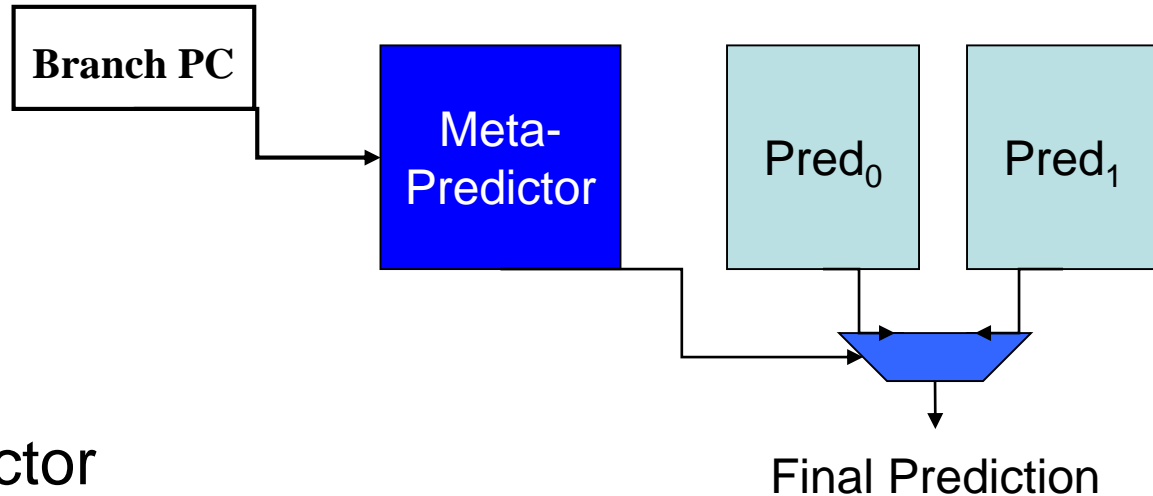 Branch PC
Meta-
Predictor
Pred₀
Pred₁
ctor
Final Prediction